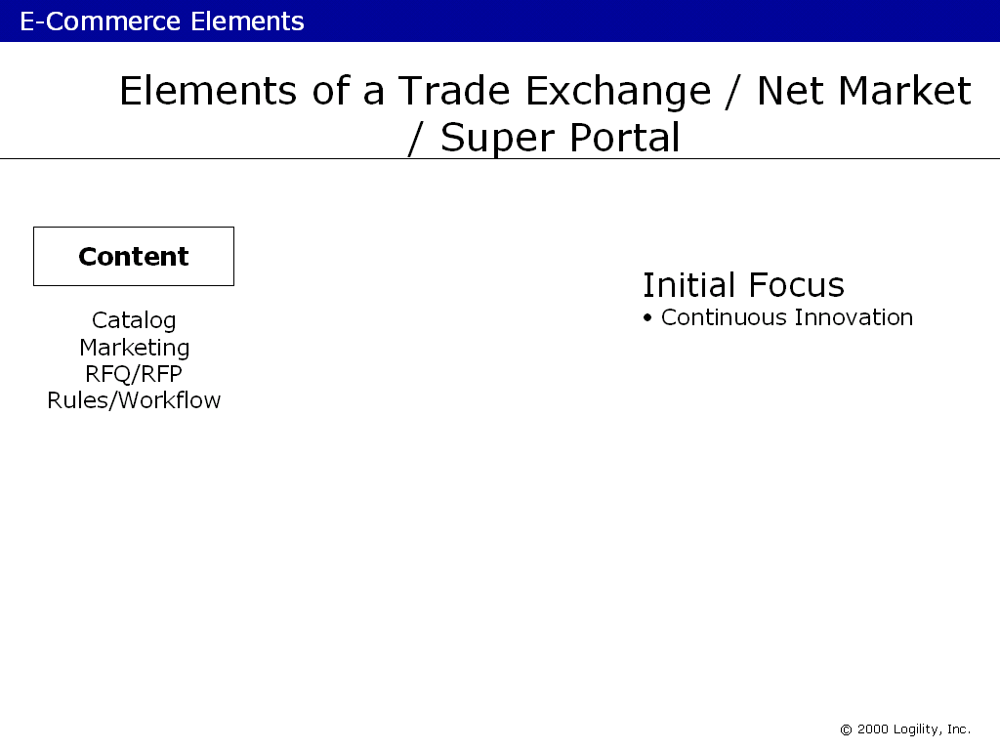 E-Commerce Elements
Elements of a Trade Exchange / Net Market
/ Super Portal
Content
Catalog
Marketing
RFQ/RFP
Rules/Workflow
Initial Focus
• Continuous Innovation
© 2000 Logility, Inc.